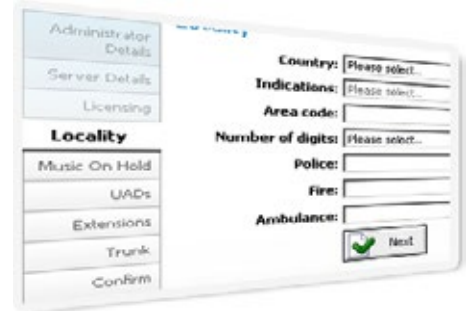 Administrator
Details
Server Details
Licensing
Locality
Music On Hold
UADs
Extensions
Trunk
Confirm
Locality
Country: Please select...
Indications: Please select...
Area code:
Number of digits: Please select...
Police:
Fire:
Ambulance:
Next